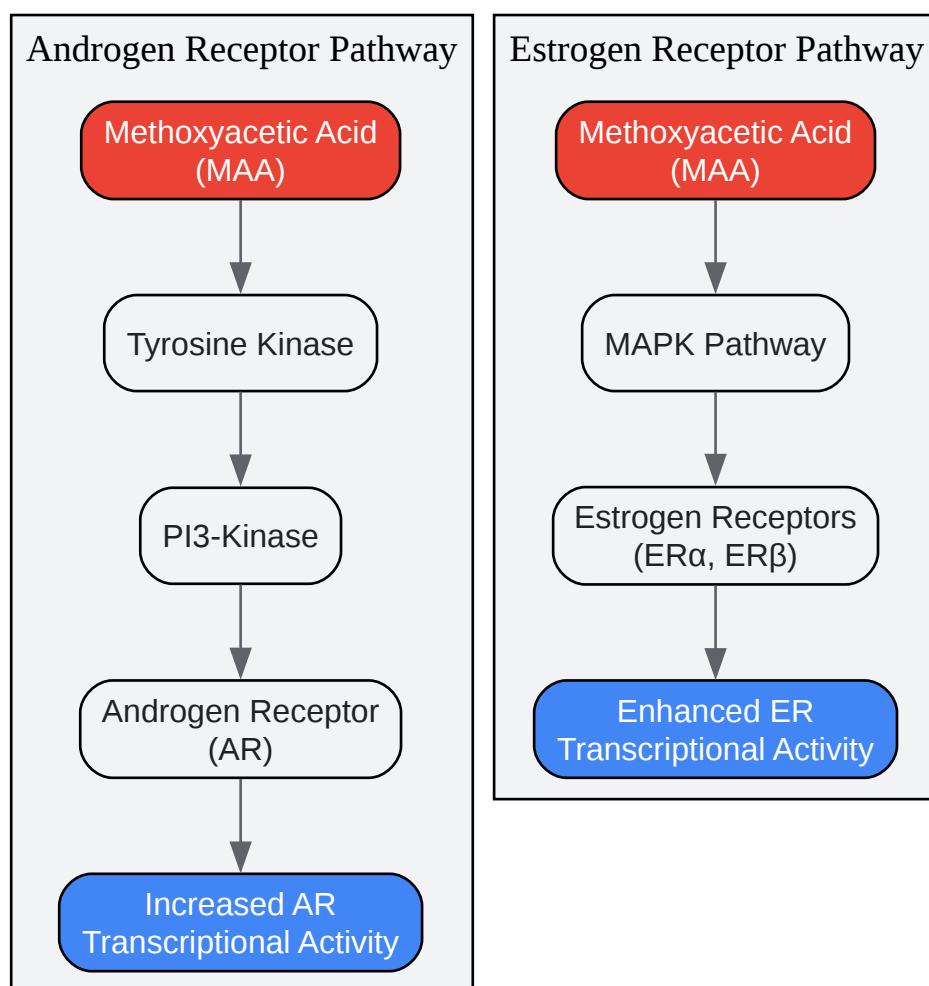 Androgen Receptor Pathway
Methoxyacetic Acid
(MAA)
Tyrosine Kinase
PI3-Kinase
Androgen Receptor
(AR)
Increased AR
Transcriptional Activity
Estrogen Receptor Pathway
Methoxyacetic Acid
(MAA)
MAPK Pathway
Estrogen Receptors
(ERα, ERβ)
Enhanced ER
Transcriptional Activity